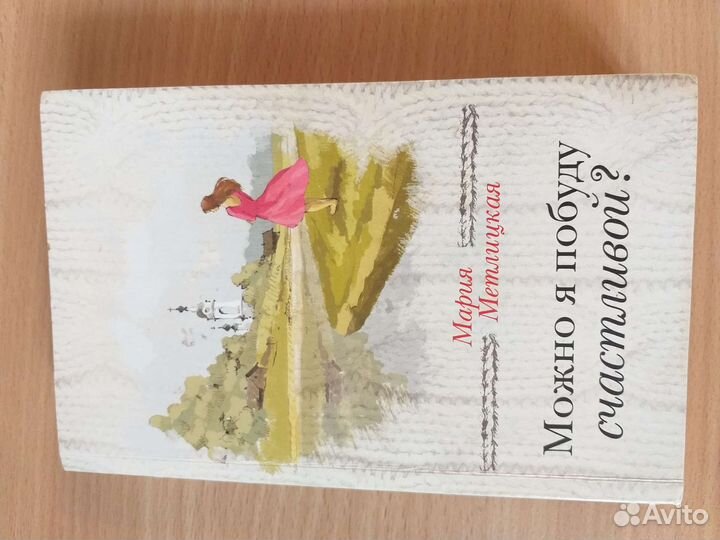 Мария
Метлицкая
Можно я побуду
счастливой?
Avito